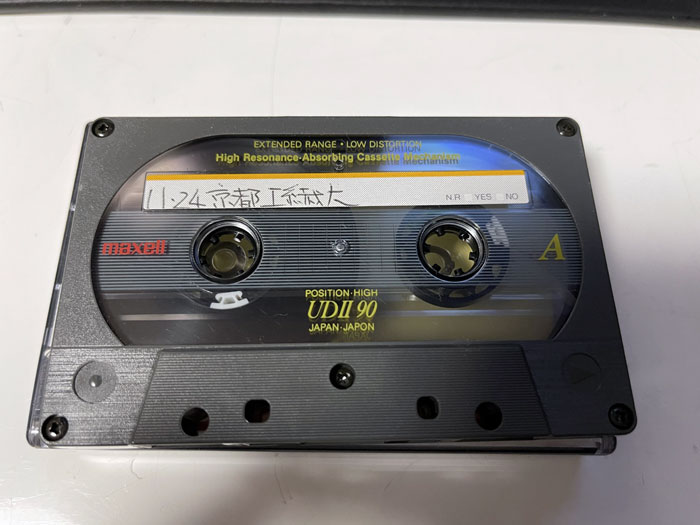 EXTENDED RANGE • LOW DISTORTION
High Resonance-Absorbing Cassette Mechanism
11.24 京都工繊大 N.R YES NO
maxell A
POSITION·HIGH
UDII 90
JAPAN·JAPON